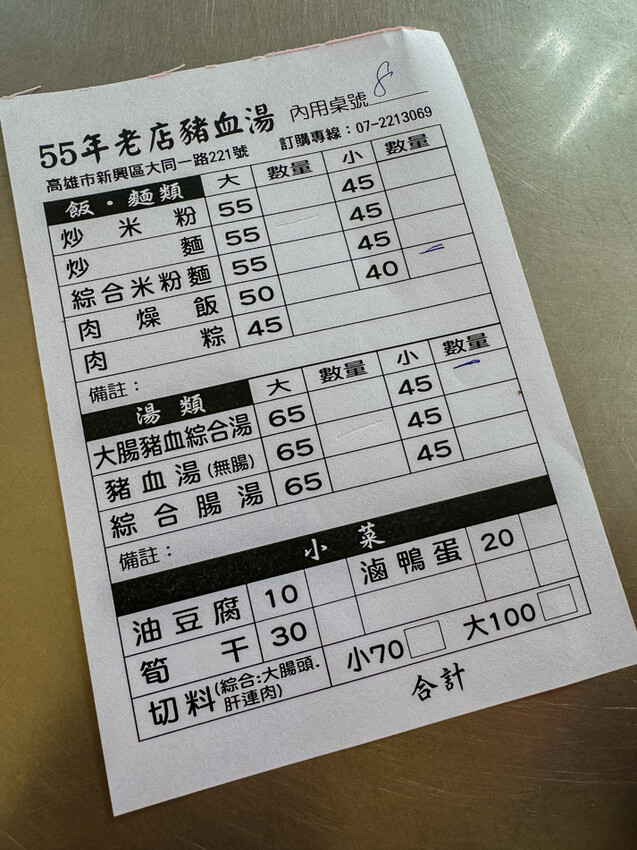 55年老店豬血湯 內用桌號 8
高雄市新興區大同一路221號 訂購專線：07-2213069
飯・麵類 大 數量 小 數量
炒米粉 55 45
炒麵 55 45
綜合米粉麵 55 45
肉燥飯 50 40 一
肉粽 45
備註：
湯類 大 數量 小 數量
大腸豬血綜合湯 65 45 一
豬血湯(無腸) 65 45
綜合腸湯 65 45
備註：
小菜
油豆腐 10 滷鴨蛋 20
筍干 30
切料(綜合:大腸頭.肝連肉) 小70 大100
合計